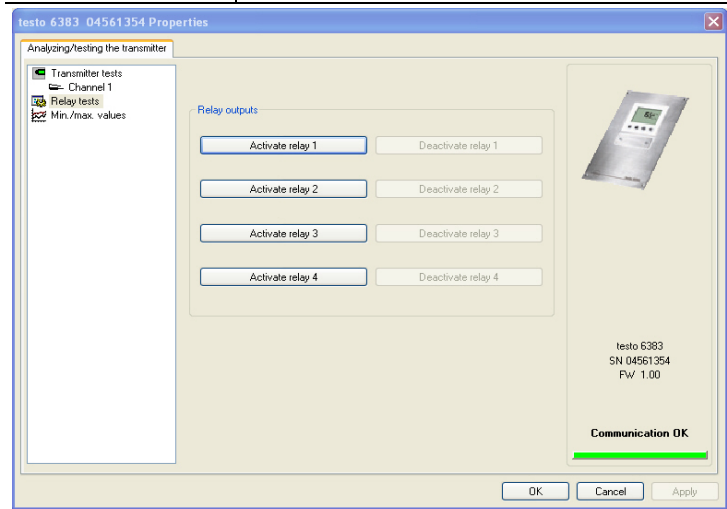 testo 6383 04561354 Properties
Analyzing/testing the transmitter
Transmitter tests
Channel 1
Relay tests
Min./max. values
Relay outputs
Activate relay 1 Deactivate relay 1
Activate relay 2 Deactivate relay 2
Activate relay 3 Deactivate relay 3
Activate relay 4 Deactivate relay 4
testo 6383
SN 04561354
FW 1.00
Communication OK
OK Cancel Apply